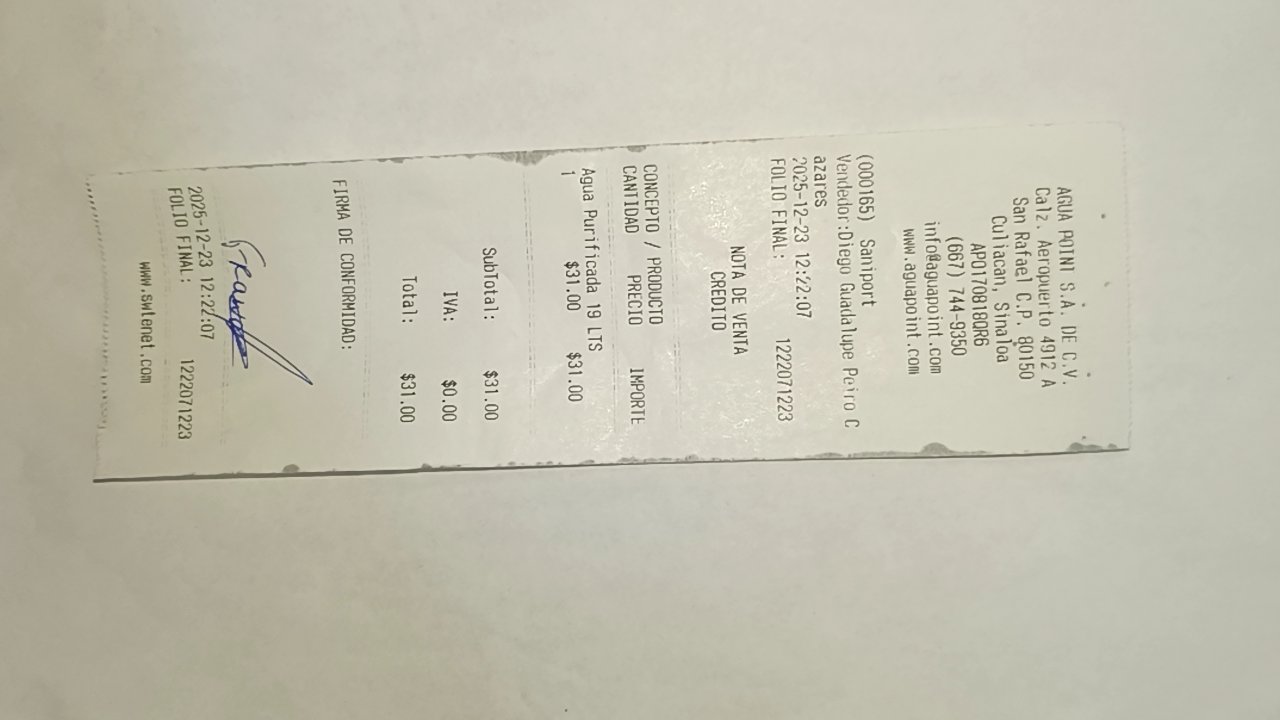 AGUA POINT S.A. DE C.V.
Calz. Aeropuerto 4912 A
San Rafael C.P. 80150
Culiacan, Sinaloa
APO170818QR6
(667) 744-9350
info@aguapoint.com
www.aguapoint.com
(000165) Saniport
Vendedor:Diego Guadalupe Peiro C
azares
2025-12-23 12:22:07
FOLIO FINAL: 1222071223
NOTA DE VENTA
CREDITO
CONCEPTO / PRODUCTO
CANTIDAD PRECIO IMPORTE
Agua Purificada 19 LTS
1 $31.00 $31.00
SubTotal: $31.00
IVA: $0.00
Total: $31.00
FIRMA DE CONFORMIDAD:
2025-12-23 12:22:07
FOLIO FINAL: 1222071223
www.swtenet.com